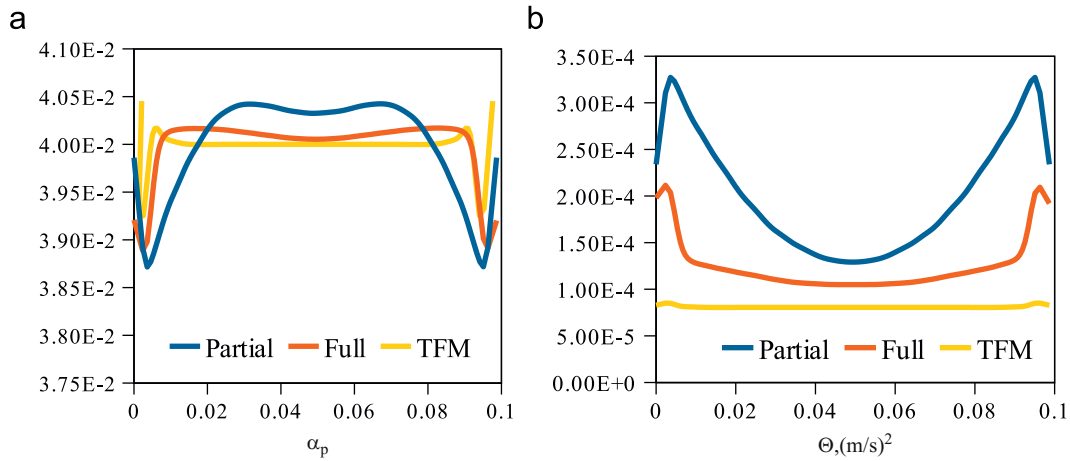 a
4.10E-2
4.05E-2
4.00E-2
3.95E-2
3.90E-2
3.85E-2
3.80E-2
3.75E-2
Partial Full TFM
0 0.02 0.04 0.06 0.08 0.1
αp
b
3.50E-4
3.00E-4
2.50E-4
2.00E-4
1.50E-4
1.00E-4
5.00E-5
0.00E+0
Partial Full TFM
0 0.02 0.04 0.06 0.08 0.1
Θ,(m/s)²